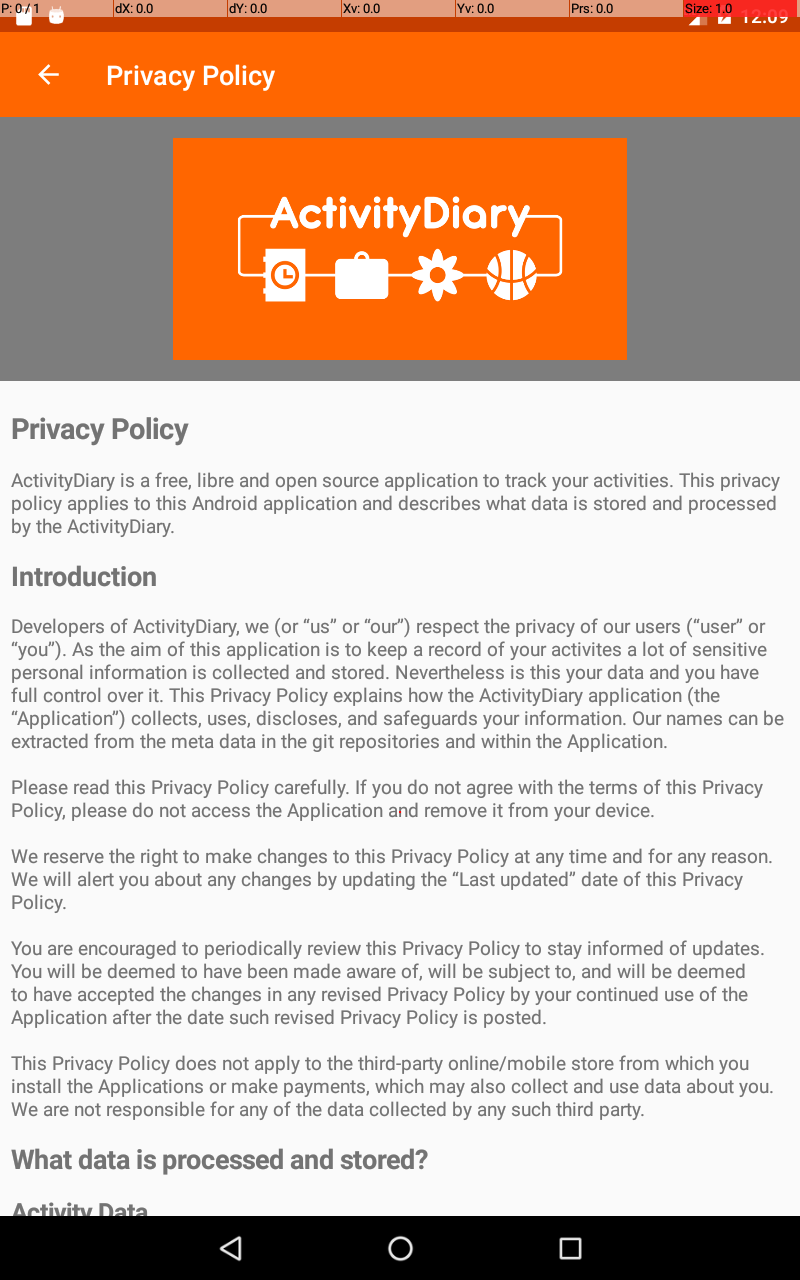 P: 0 / 1 dX: 0.0 dY: 0.0 Xv: 0.0 Yv: 0.0 Prs: 0.0 Size: 1.0
12:09
Privacy Policy
ActivityDiary
Privacy Policy
ActivityDiary is a free, libre and open source application to track your activities. This privacy
policy applies to this Android application and describes what data is stored and processed
by the ActivityDiary.
Introduction
Developers of ActivityDiary, we (or “us” or “our”) respect the privacy of our users (“user” or
“you”). As the aim of this application is to keep a record of your activites a lot of sensitive
personal information is collected and stored. Nevertheless is this your data and you have
full control over it. This Privacy Policy explains how the ActivityDiary application (the
“Application”) collects, uses, discloses, and safeguards your information. Our names can be
extracted from the meta data in the git repositories and within the Application.
Please read this Privacy Policy carefully. If you do not agree with the terms of this Privacy
Policy, please do not access the Application and remove it from your device.
We reserve the right to make changes to this Privacy Policy at any time and for any reason.
We will alert you about any changes by updating the “Last updated” date of this Privacy
Policy.
You are encouraged to periodically review this Privacy Policy to stay informed of updates.
You will be deemed to have been made aware of, will be subject to, and will be deemed
to have accepted the changes in any revised Privacy Policy by your continued use of the
Application after the date such revised Privacy Policy is posted.
This Privacy Policy does not apply to the third-party online/mobile store from which you
install the Applications or make payments, which may also collect and use data about you.
We are not responsible for any of the data collected by any such third party.
What data is processed and stored?
Activity Data